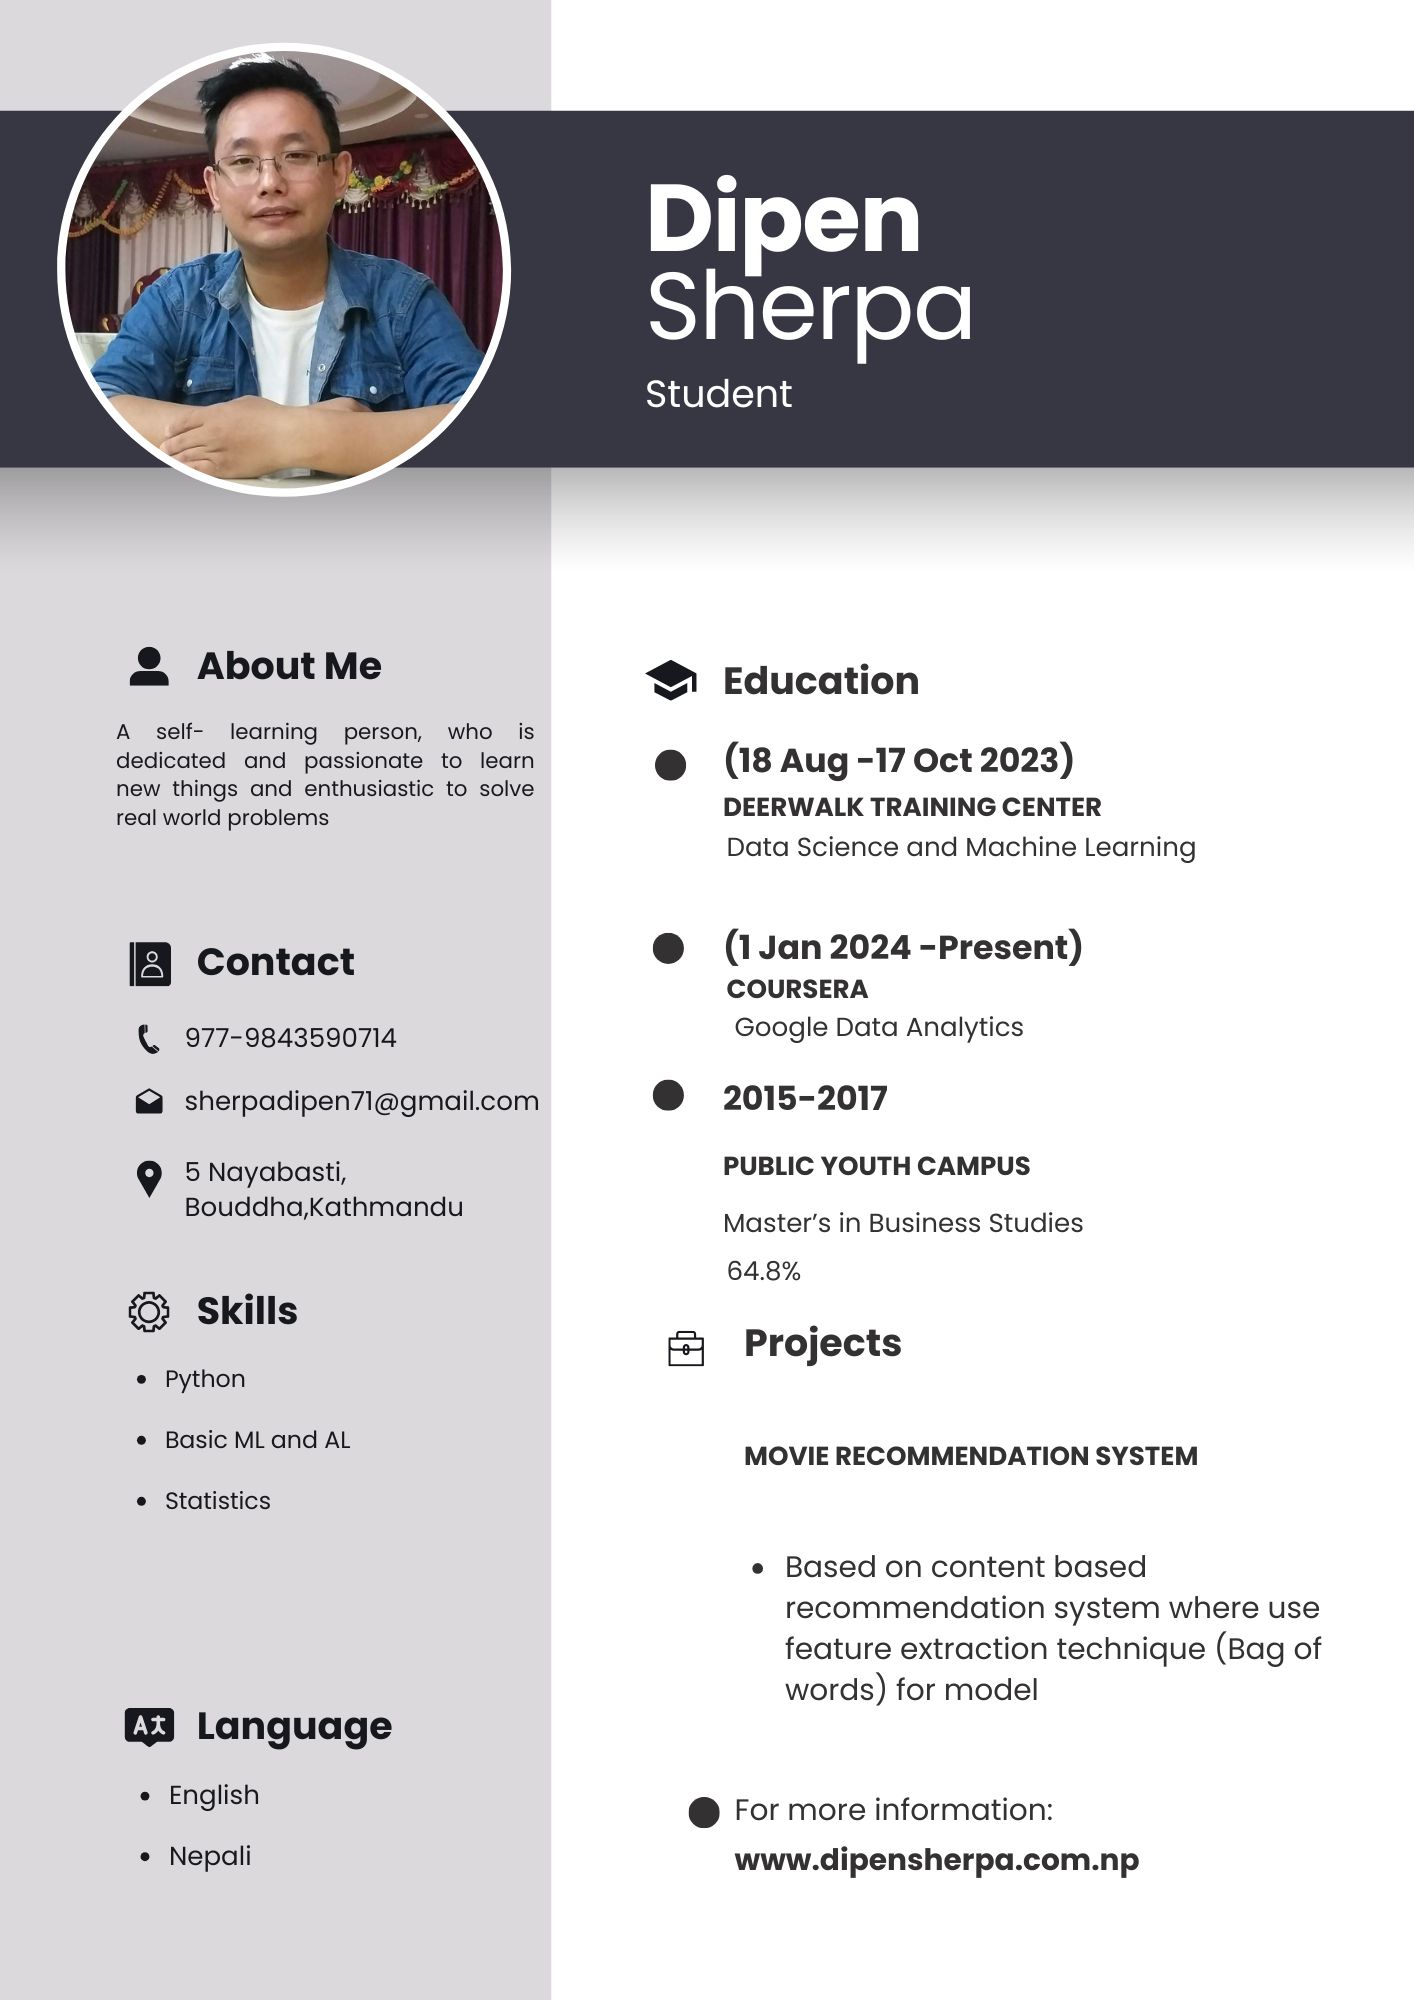 Dipen
Sherpa
Student
About Me
A self- learning person, who is
dedicated and passionate to learn
new things and enthusiastic to solve
real world problems
Contact
977-9843590714
sherpadipen71@gmail.com
5 Nayabasti,
Bouddha,Kathmandu
Skills
• Python
• Basic ML and AL
• Statistics
Language
• English
• Nepali
Education
(18 Aug -17 Oct 2023)
DEERWALK TRAINING CENTER
Data Science and Machine Learning
(1 Jan 2024 -Present)
COURSERA
Google Data Analytics
2015-2017
PUBLIC YOUTH CAMPUS
Master’s in Business Studies
64.8%
Projects
MOVIE RECOMMENDATION SYSTEM
• Based on content based
recommendation system where use
feature extraction technique (Bag of
words) for model
For more information:
www.dipensherpa.com.np